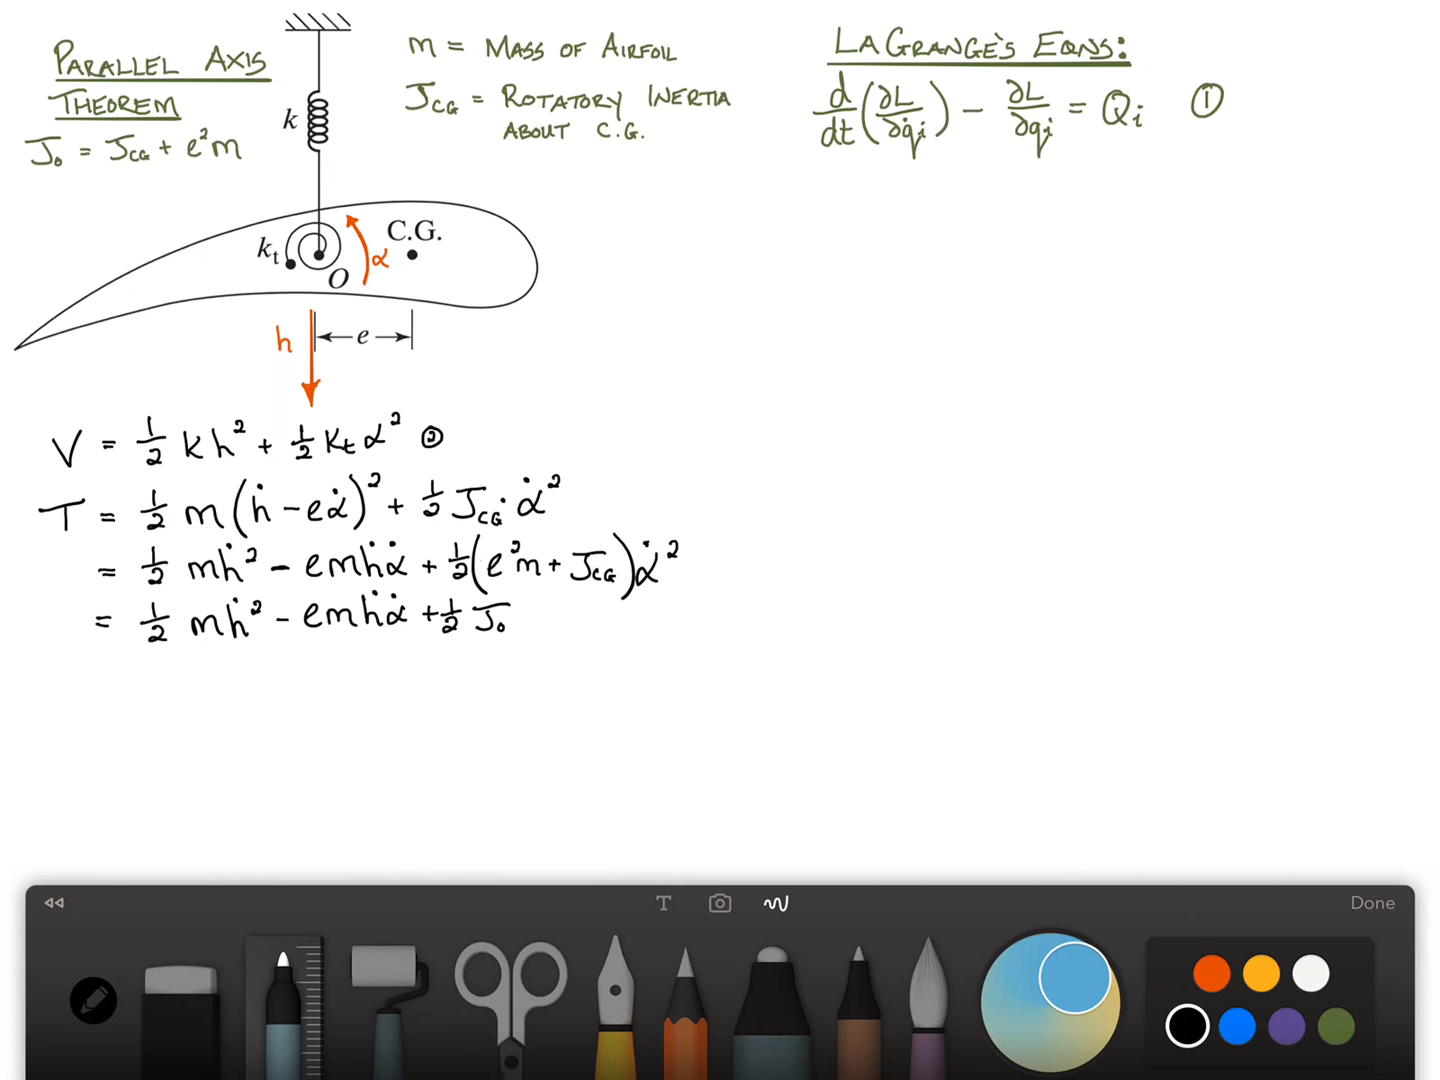 PARALLEL AXIS
THEOREM
J₀ = J_CG + e²m
m = MASS OF AIRFOIL
J_CG = ROTATORY INERTIA
ABOUT C.G.
LAGRANGE'S EQNS:
d/dt (∂L/∂q̇ᵢ) − ∂L/∂qᵢ = Qᵢ ①
k
kₜ
O
α
C.G.
h
e
V = ½ k h² + ½ kₜ α² ②
T = ½ m (ḣ − eα̇)² + ½ J_CG α̇²
= ½ mḣ² − emḣα̇ + ½ (e²m + J_CG) α̇²
= ½ mḣ² − emḣα̇ + ½ J₀
T
Done